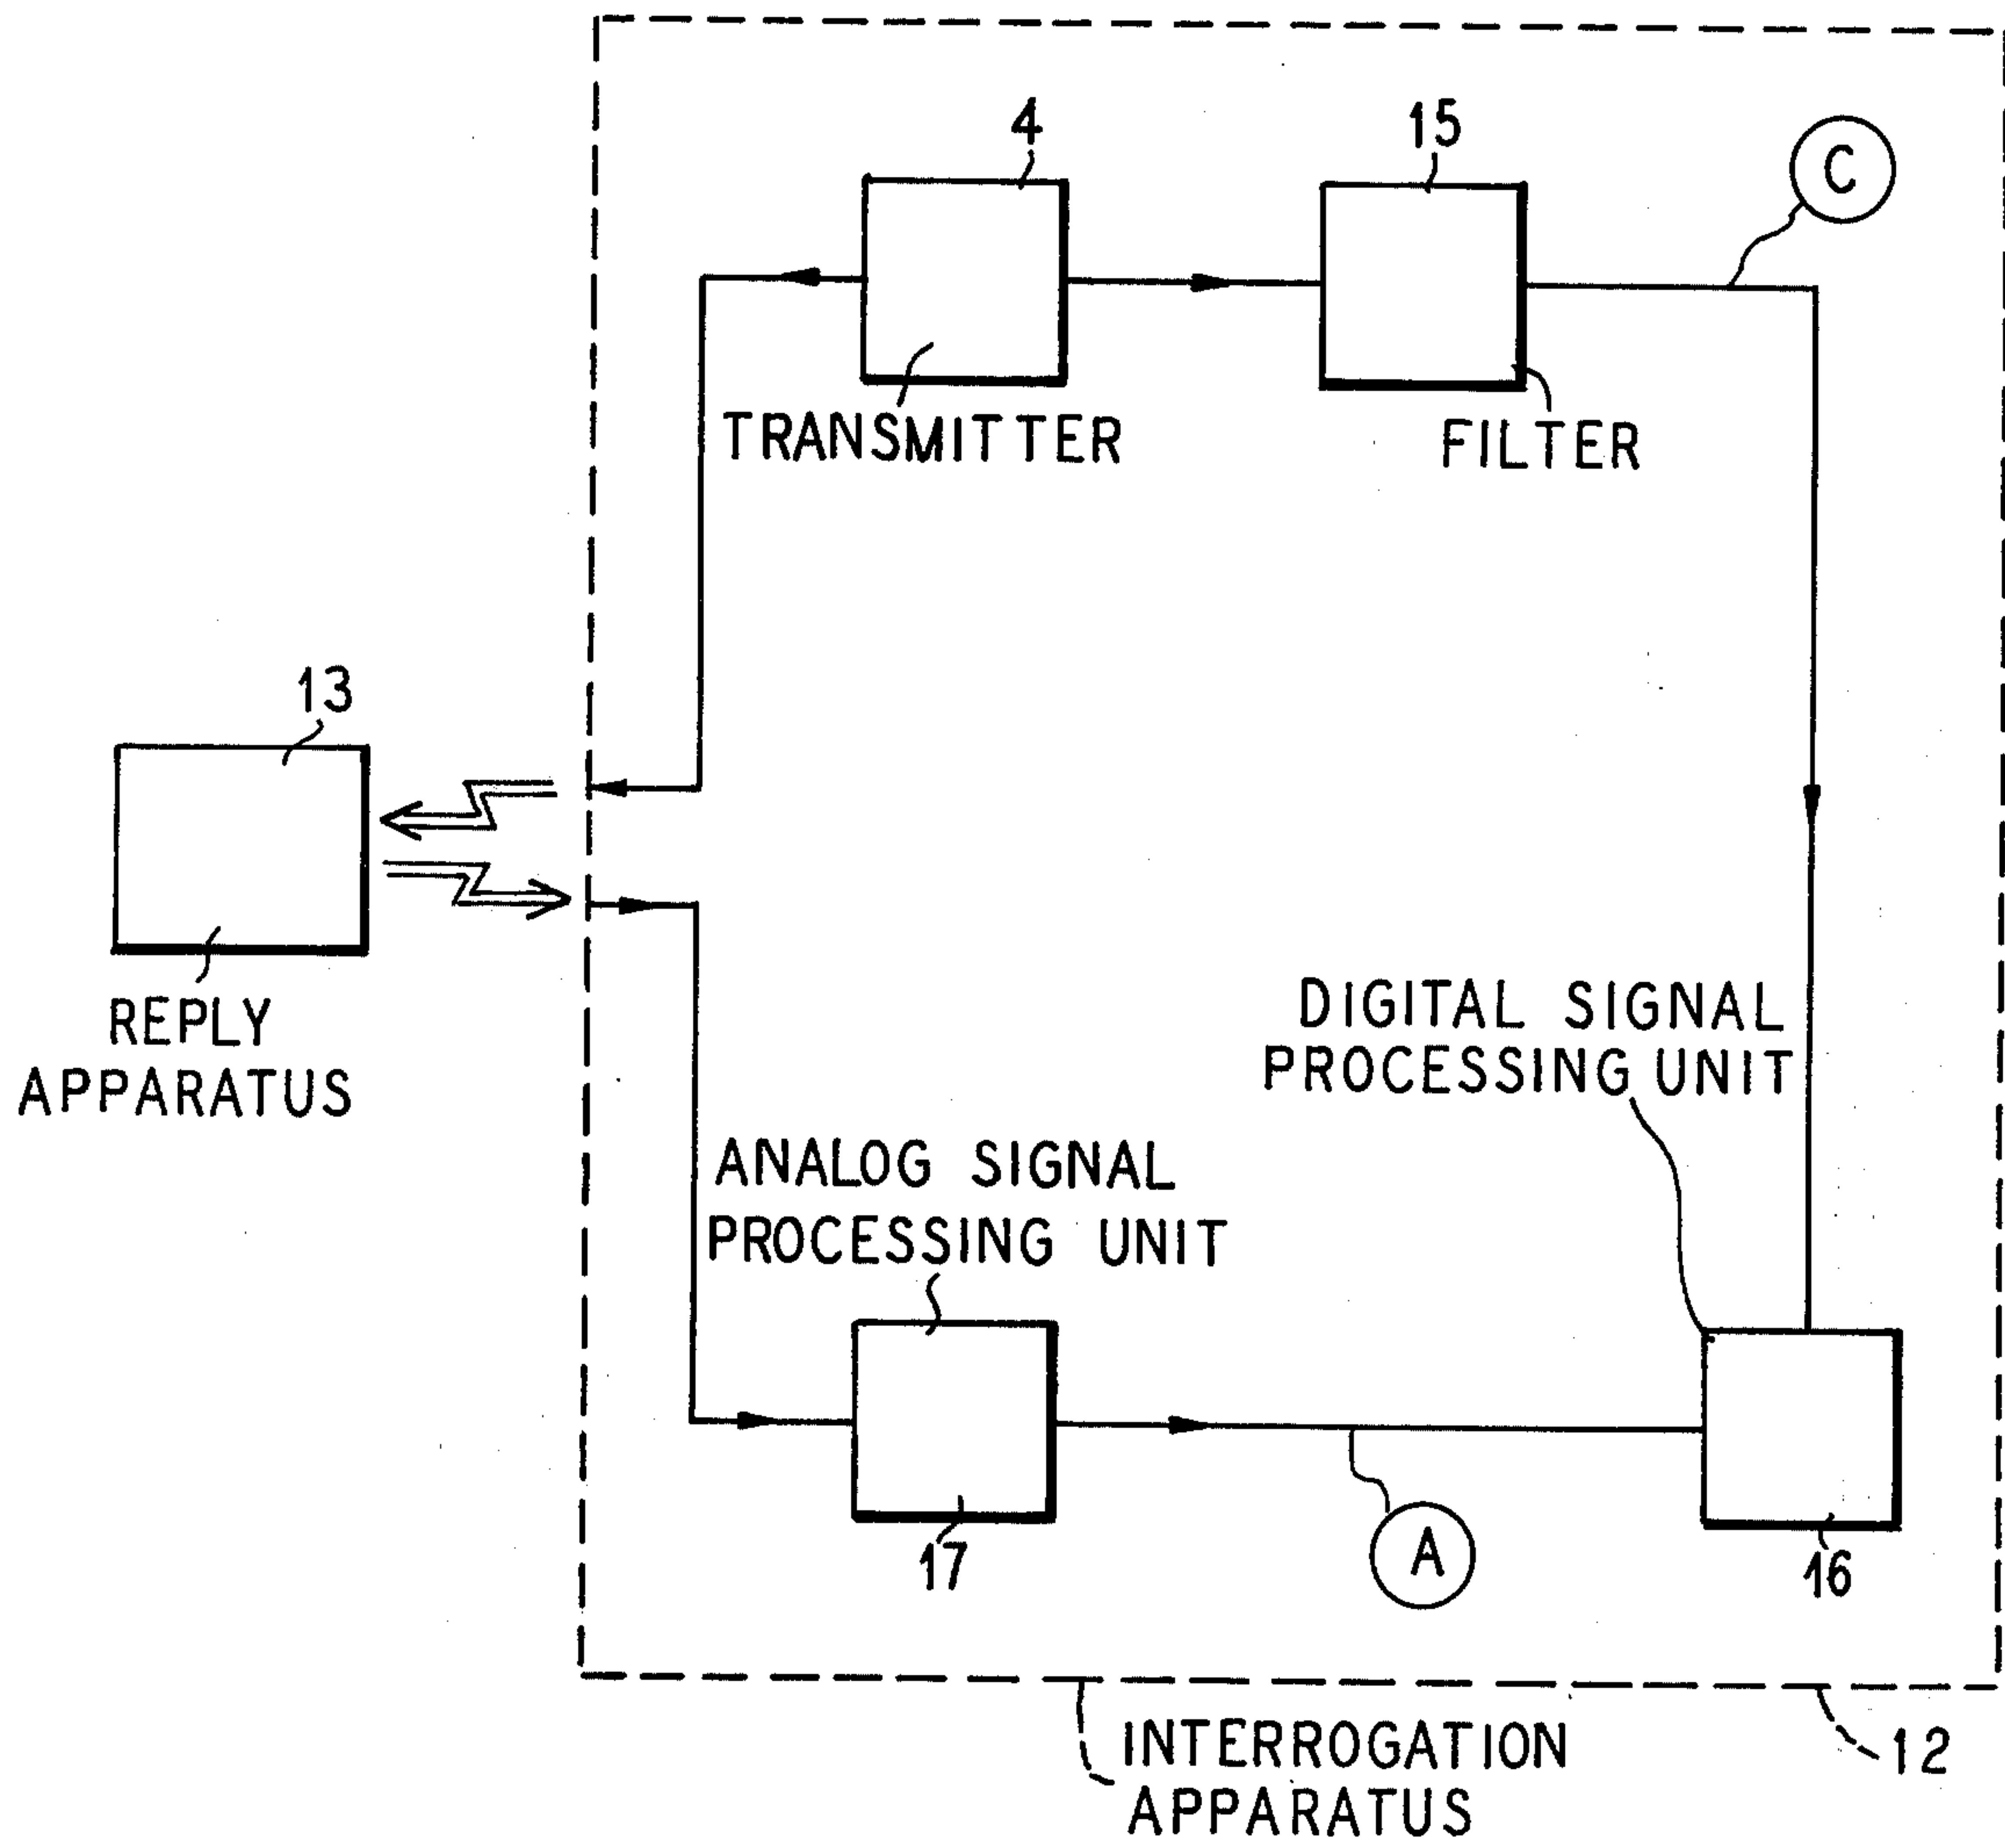 4
15
C
TRANSMITTER
FILTER
13
REPLY
APPARATUS
DIGITAL SIGNAL
PROCESSING UNIT
ANALOG SIGNAL
PROCESSING UNIT
17
A
16
INTERROGATION
APPARATUS
12